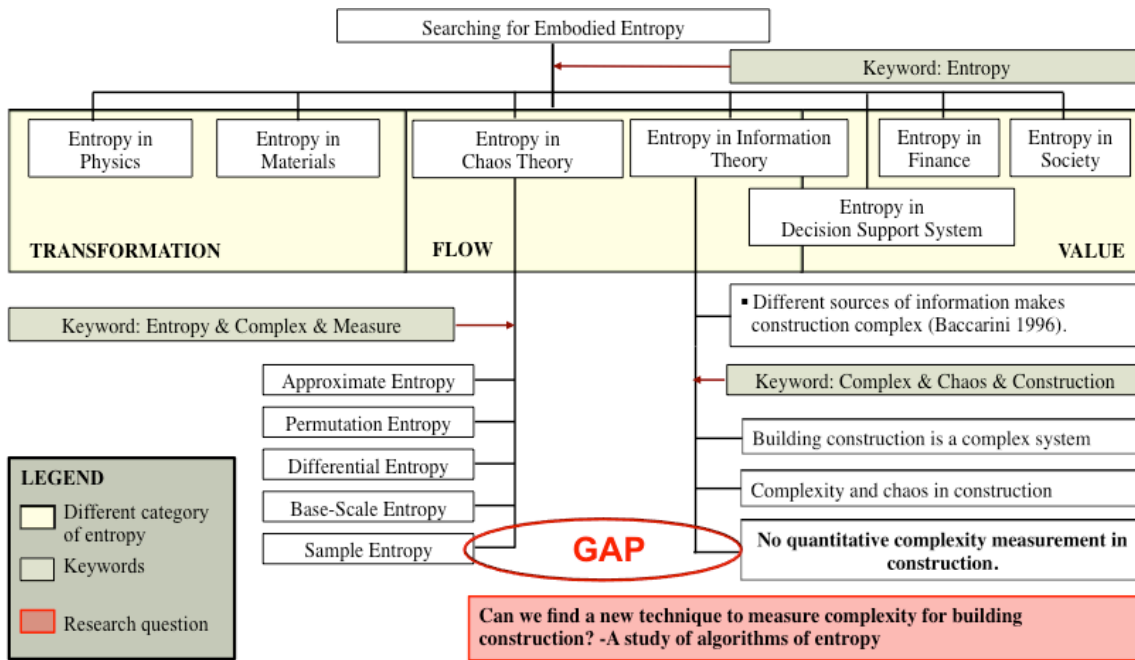 Searching for Embodied Entropy
Keyword: Entropy
Entropy in
Physics
Entropy in
Materials
Entropy in
Chaos Theory
Entropy in Information
Theory
Entropy in
Finance
Entropy in
Society
Entropy in
Decision Support System
TRANSFORMATION
FLOW
VALUE
Keyword: Entropy & Complex & Measure
Approximate Entropy
Permutation Entropy
Differential Entropy
Base-Scale Entropy
Sample Entropy
▪ Different sources of information makes
construction complex (Baccarini 1996).
Keyword: Complex & Chaos & Construction
Building construction is a complex system
Complexity and chaos in construction
No quantitative complexity measurement in
construction.
GAP
LEGEND
Different category
of entropy
Keywords
Research question
Can we find a new technique to measure complexity for building
construction? -A study of algorithms of entropy